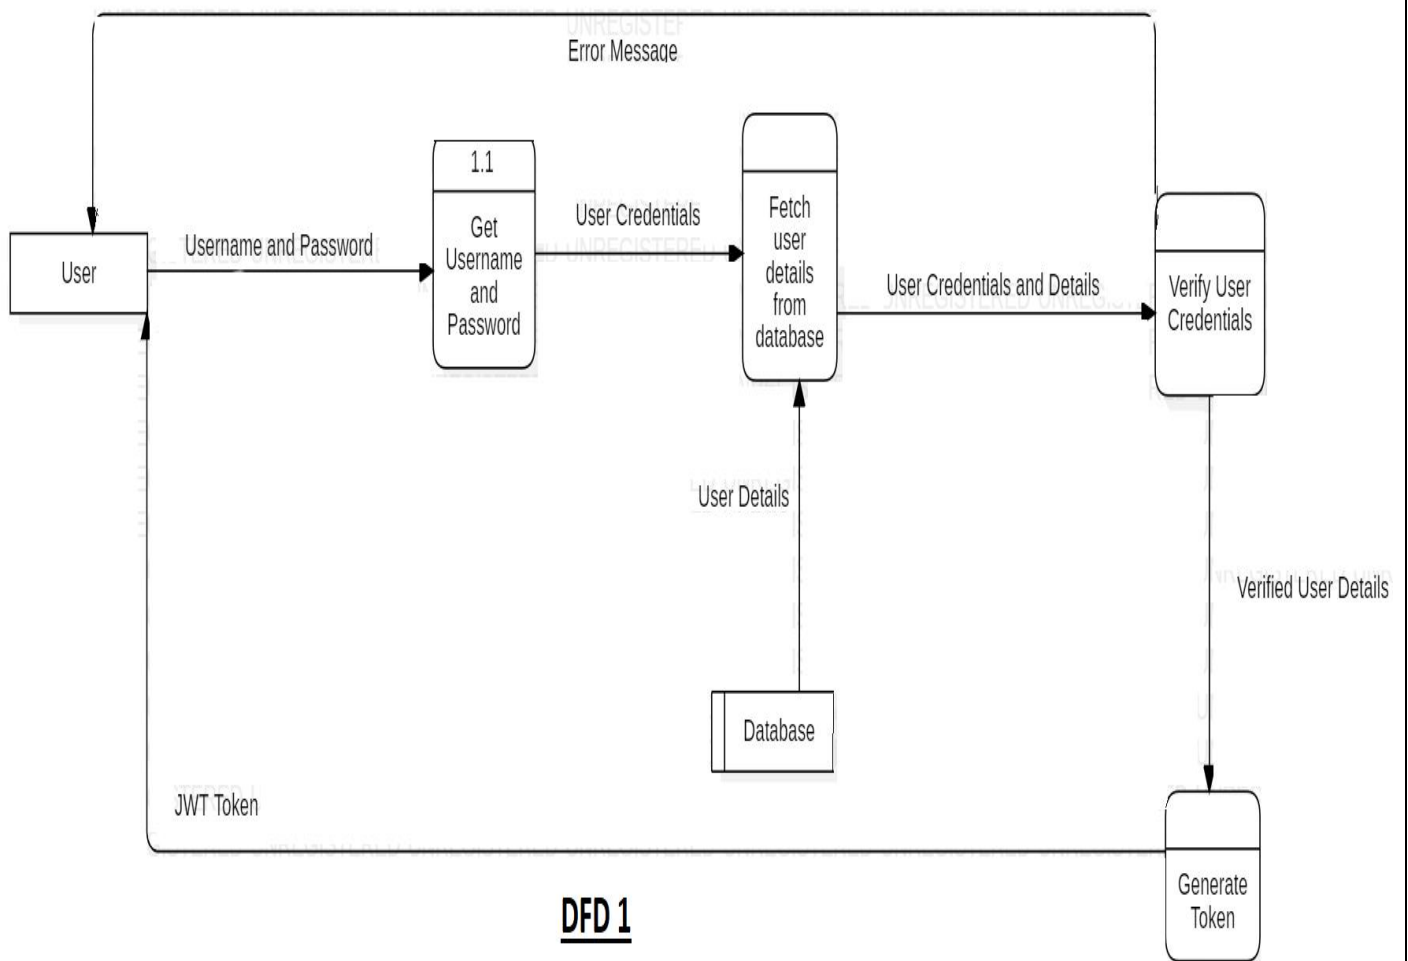 Error Message
1.1
Get
Username
and
Password
User Credentials
Fetch
user
details
from
database
Username and Password
User
User Credentials and Details
Verify User
Credentials
User Details
Verified User Details
Database
JWT Token
Generate
Token
DFD 1